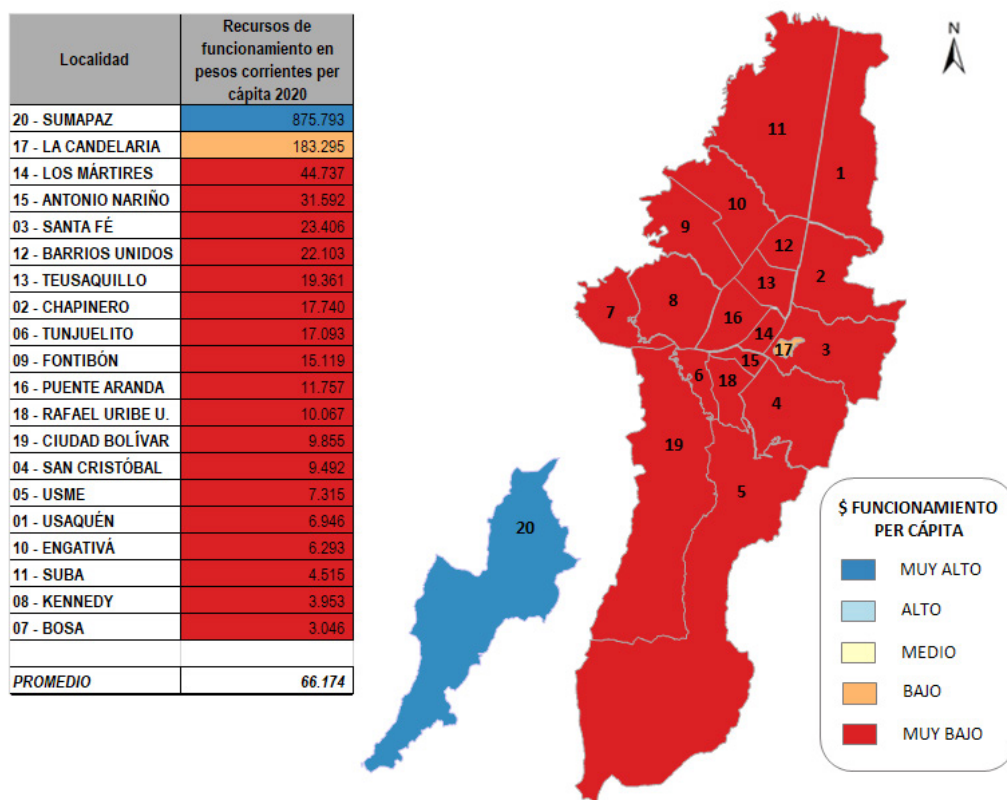 Localidad
Recursos de
funcionamiento en
pesos corrientes per
cápita 2020
20 - SUMAPAZ 875.793
17 - LA CANDELARIA 183.295
14 - LOS MÁRTIRES 44.737
15 - ANTONIO NARIÑO 31.592
03 - SANTA FÉ 23.406
12 - BARRIOS UNIDOS 22.103
13 - TEUSAQUILLO 19.361
02 - CHAPINERO 17.740
06 - TUNJUELITO 17.093
09 - FONTIBÓN 15.119
16 - PUENTE ARANDA 11.757
18 - RAFAEL URIBE U. 10.067
19 - CIUDAD BOLÍVAR 9.855
04 - SAN CRISTÓBAL 9.492
05 - USME 7.315
01 - USAQUÉN 6.946
10 - ENGATIVÁ 6.293
11 - SUBA 4.515
08 - KENNEDY 3.953
07 - BOSA 3.046
PROMEDIO 66.174
N
11
1
10
9
12
2
13
8
7
16
14
17
3
15
6
18
4
19
5
20
$ FUNCIONAMIENTO
PER CÁPITA
MUY ALTO
ALTO
MEDIO
BAJO
MUY BAJO